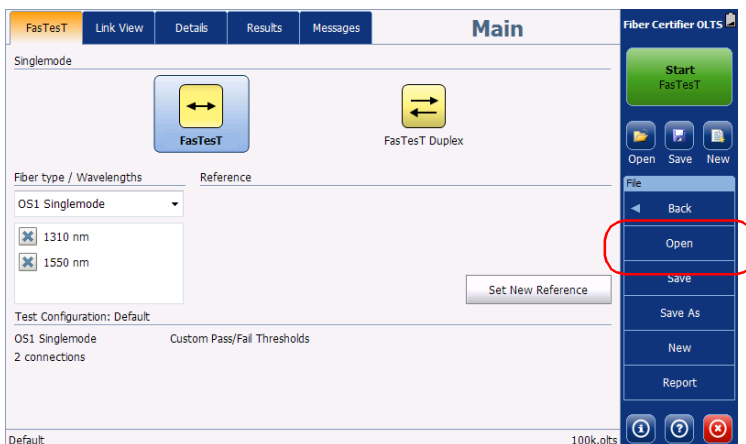 FasTesT Link View Details Results Messages Main Fiber Certifier OLTS
Singlemode
Start
FasTesT
FasTesT FasTesT Duplex
Open Save New
Fiber type / Wavelengths Reference
File
OS1 Singlemode
Back
1310 nm
Open
1550 nm
Save
Set New Reference
Test Configuration: Default
Save As
OS1 Singlemode Custom Pass/Fail Thresholds
2 connections
New
Report
Default 100k.olts